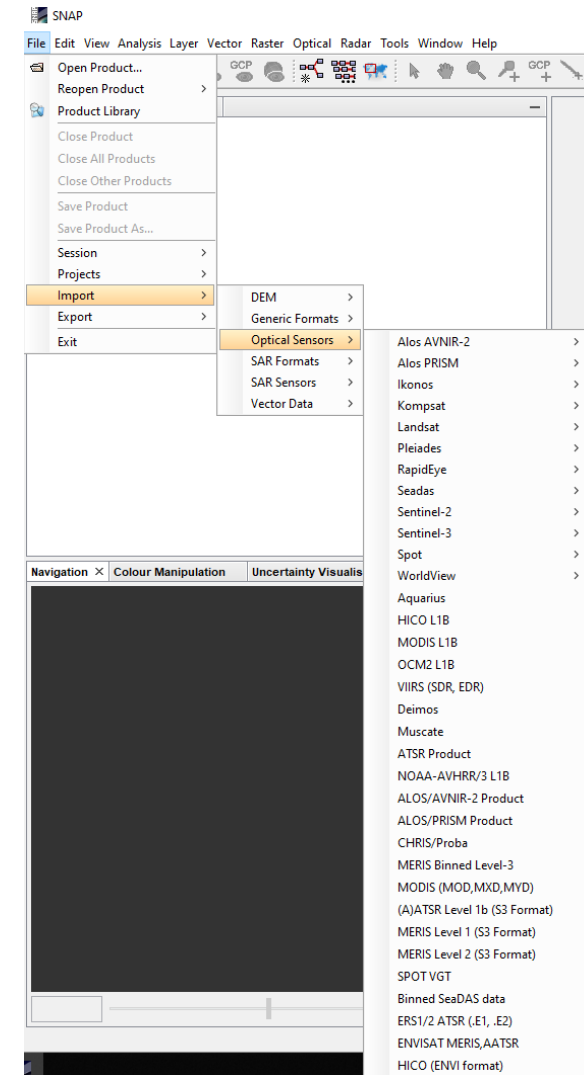 SNAP
File Edit View Analysis Layer Vector Raster Optical Radar Tools Window Help
Open Product...
GCP
GCP
Reopen Product
Product Library
Close Product
Close All Products
Close Other Products
Save Product
Save Product As...
Session
Projects
Import
Export
Exit
DEM
Generic Formats
Optical Sensors
SAR Formats
SAR Sensors
Vector Data
Alos AVNIR-2
Alos PRISM
Ikonos
Kompsat
Landsat
Pleiades
RapidEye
Seadas
Sentinel-2
Sentinel-3
Spot
WorldView
Aquarius
HICO L1B
MODIS L1B
OCM2 L1B
VIIRS (SDR, EDR)
Deimos
Muscate
ATSR Product
NOAA-AVHRR/3 L1B
ALOS/AVNIR-2 Product
ALOS/PRISM Product
CHRIS/Proba
MERIS Binned Level-3
MODIS (MOD,MXD,MYD)
(A)ATSR Level 1b (S3 Format)
MERIS Level 1 (S3 Format)
MERIS Level 2 (S3 Format)
SPOT VGT
Binned SeaDAS data
ERS1/2 ATSR (.E1, .E2)
ENVISAT MERIS,AATSR
HICO (ENVI format)
Navigation × Colour Manipulation Uncertainty Visualis